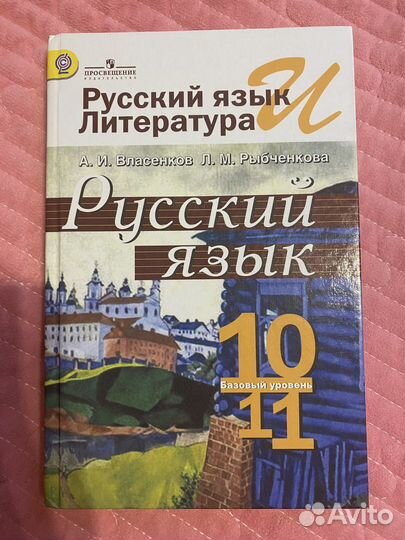 ПРОСВЕЩЕНИЕ
ИЗДАТЕЛЬСТВО
Русский язык
Литература
И
А. И. Власенков Л. М. Рыбченкова
Русский
язык
10
Базовый уровень
11
Avito